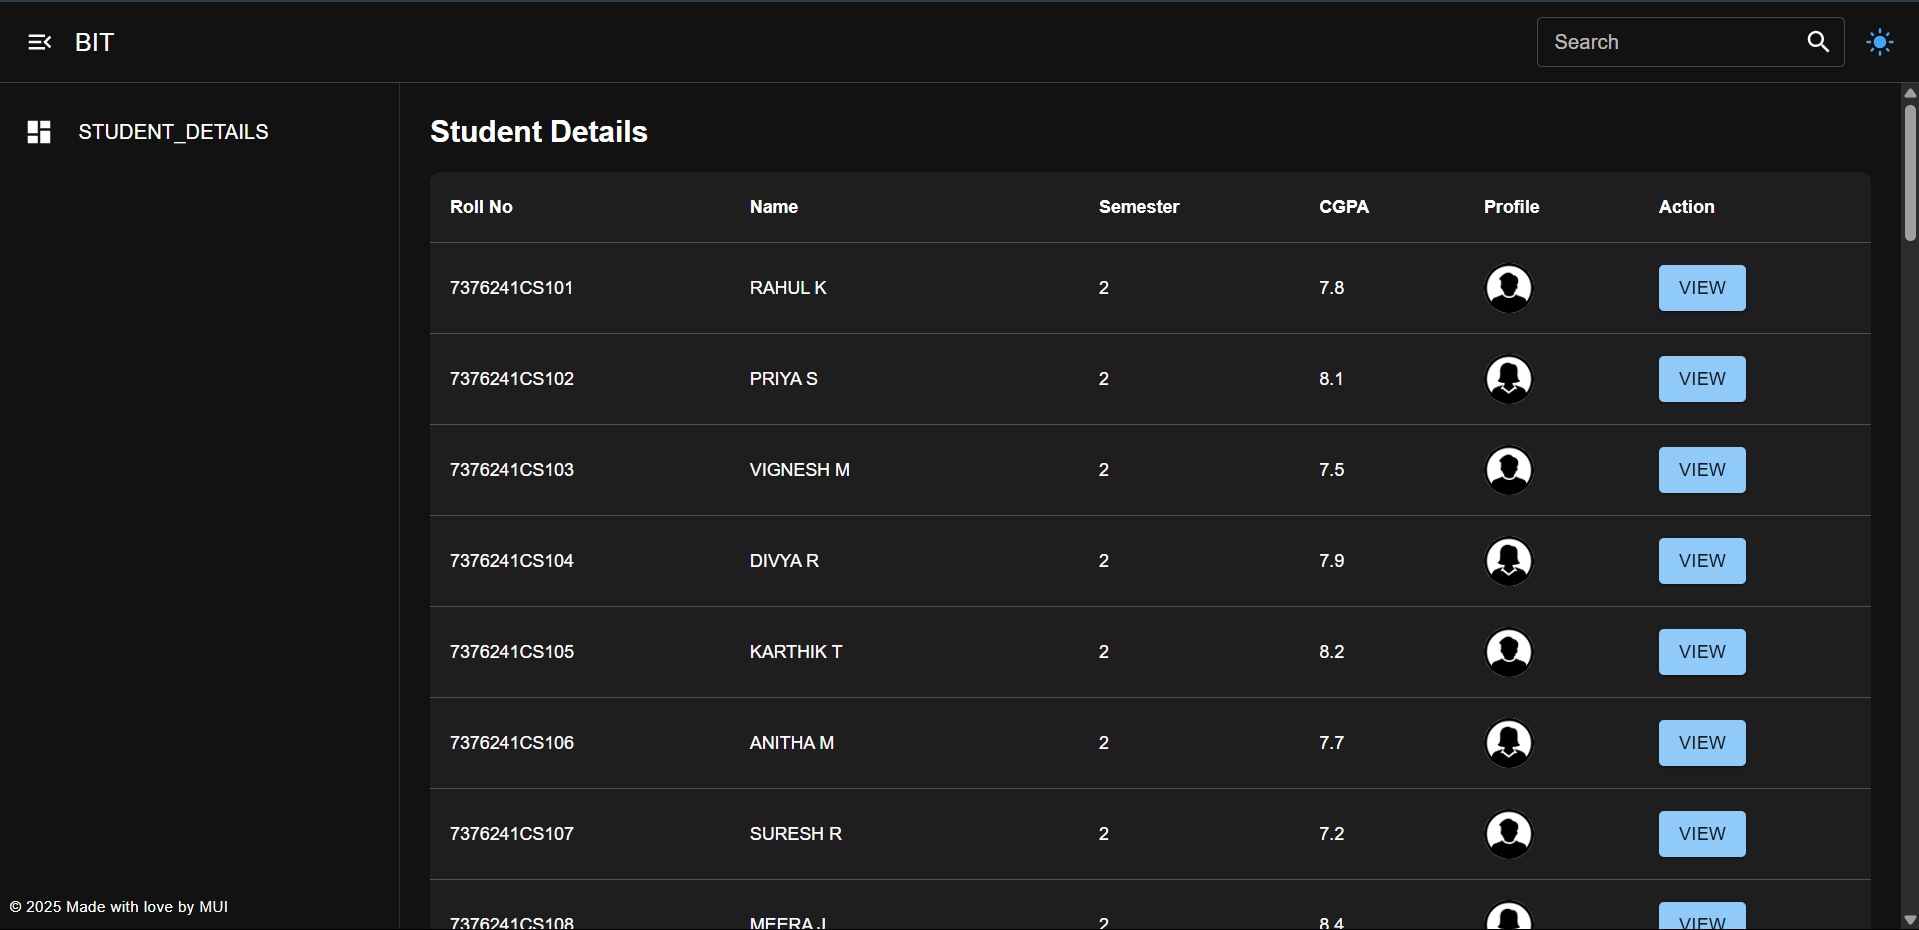 BIT
Search
STUDENT_DETAILS
Student Details
Roll No Name Semester CGPA Profile Action
7376241CS101 RAHUL K 2 7.8 VIEW
7376241CS102 PRIYA S 2 8.1 VIEW
7376241CS103 VIGNESH M 2 7.5 VIEW
7376241CS104 DIVYA R 2 7.9 VIEW
7376241CS105 KARTHIK T 2 8.2 VIEW
7376241CS106 ANITHA M 2 7.7 VIEW
7376241CS107 SURESH R 2 7.2 VIEW
7376241CS108 MEERA J 2 8.4 VIEW
© 2025 Made with love by MUI